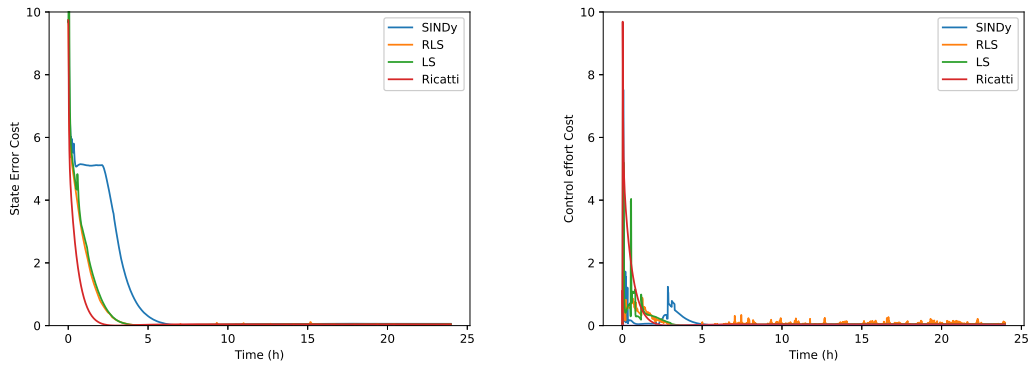 10
8
6
4
2
0
State Error Cost
0
5
10
15
20
25
Time (h)
SINDy
RLS
LS
Ricatti
10
8
6
4
2
0
Control effort Cost
0
5
10
15
20
25
Time (h)
SINDy
RLS
LS
Ricatti